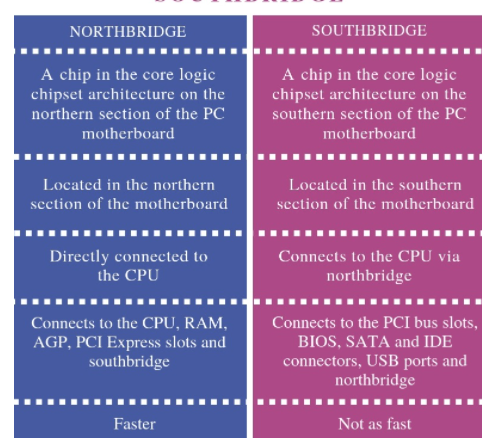 SOUTHBRIDGE
NORTHBRIDGE
A chip in the core logic
chipset architecture on the
northern section of the PC
motherboard
Located in the northern
section of the motherboard
Directly connected to
the CPU
Connects to the CPU, RAM,
AGP, PCI Express slots and
southbridge
Faster
SOUTHBRIDGE
A chip in the core logic
chipset architecture on the
southern section of the PC
motherboard
Located in the southern
section of the motherboard
Connects to the CPU via
northbridge
Connects to the PCI bus slots,
BIOS, SATA and IDE
connectors, USB ports and
northbridge
Not as fast